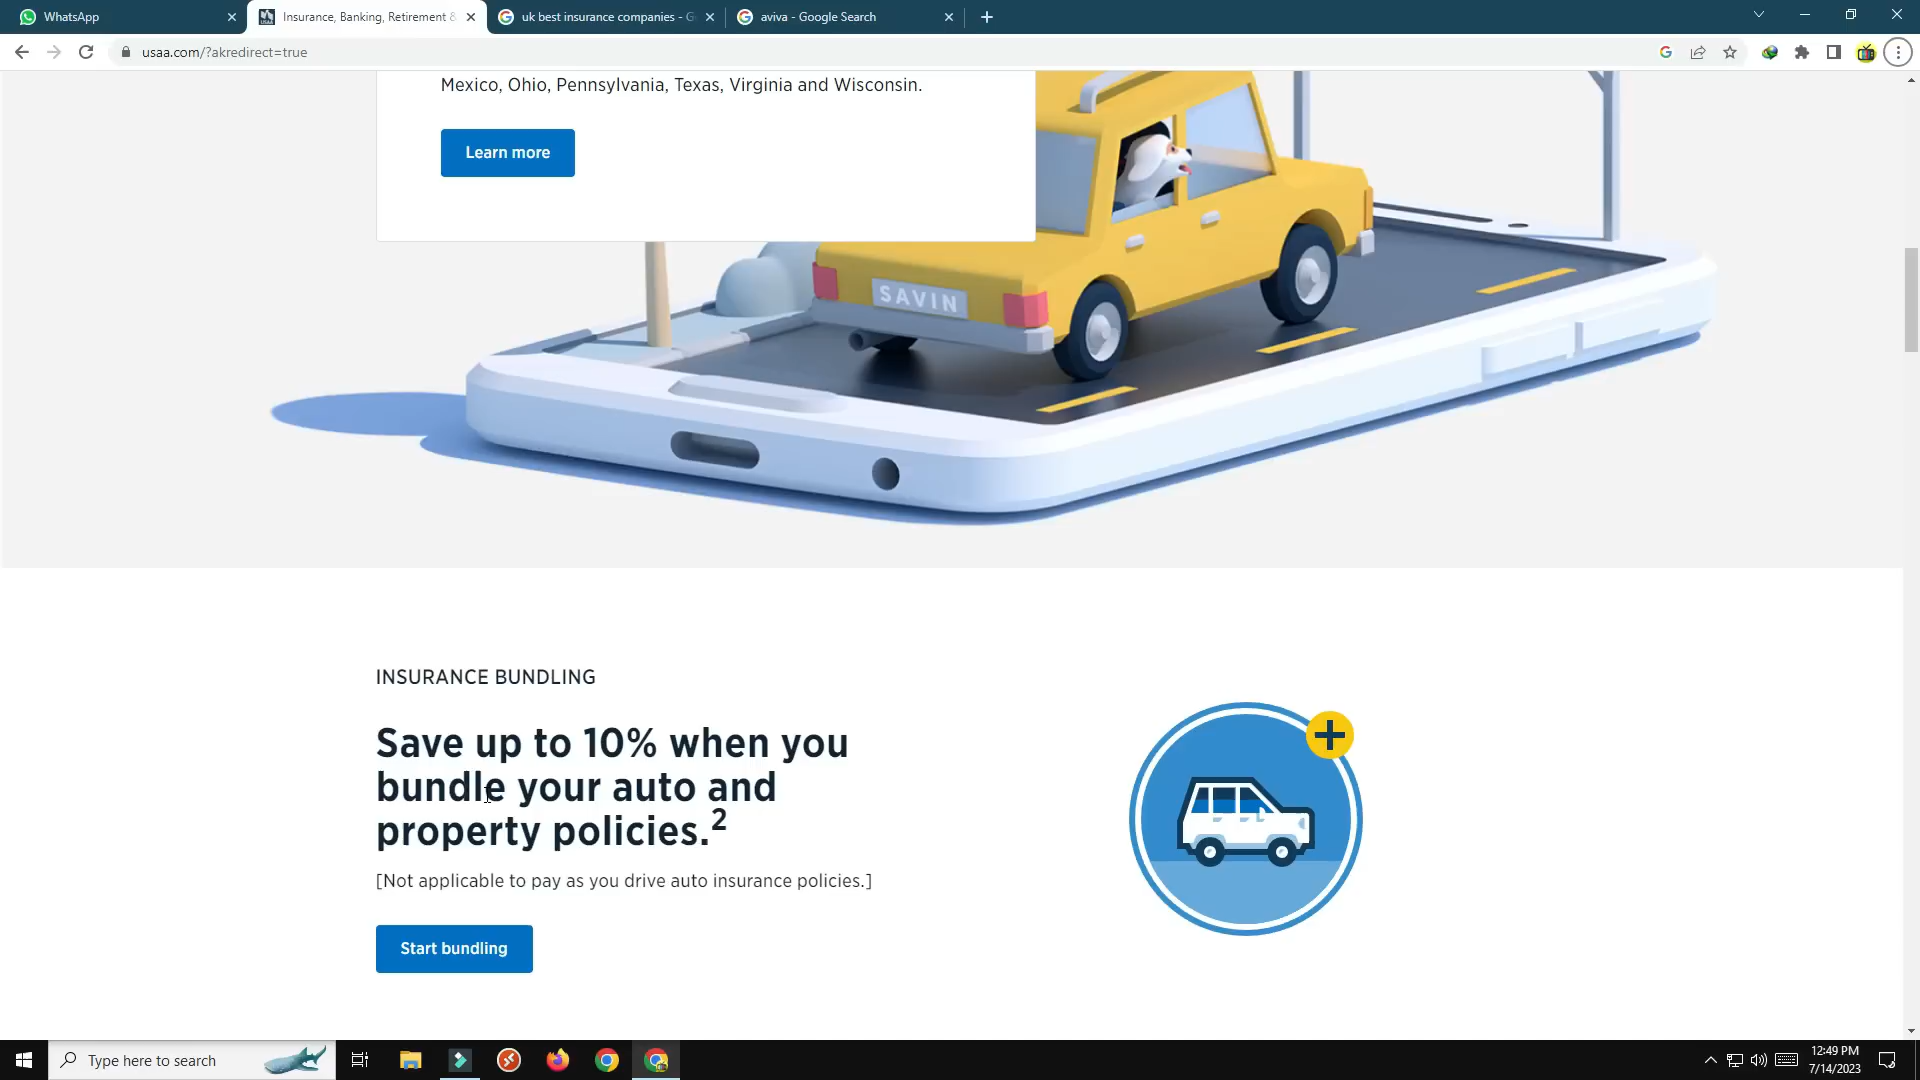 WhatsApp
Insurance, Banking, Retirement &
uk best insurance companies - G
aviva - Google Search
usaa.com/?akredirect=true
Mexico, Ohio, Pennsylvania, Texas, Virginia and Wisconsin.
Learn more
SAVIN
INSURANCE BUNDLING
Save up to 10% when you
bundle your auto and
property policies.2
[Not applicable to pay as you drive auto insurance policies.]
Start bundling
Type here to search
12:49 PM
7/14/2023